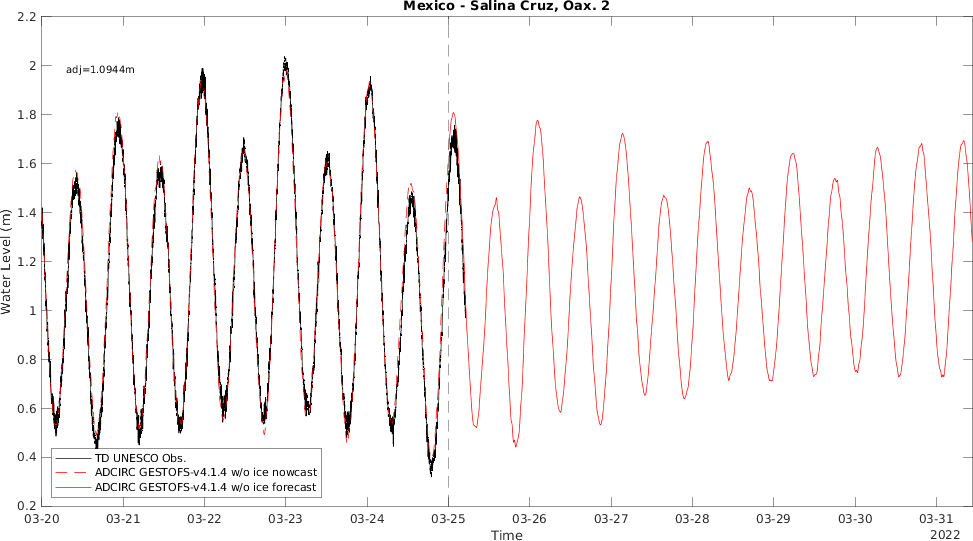 Mexico - Salina Cruz, Oax. 2
2.2
2
1.8
1.6
1.4
1.2
1
0.8
0.6
0.4
0.2
Water Level (m)
adj=1.0944m
TD UNESCO Obs.
ADCIRC GESTOFS-v4.1.4 w/o ice nowcast
ADCIRC GESTOFS-v4.1.4 w/o ice forecast
03-20 03-21 03-22 03-23 03-24 03-25 03-26 03-27 03-28 03-29 03-30 03-31
Time
2022